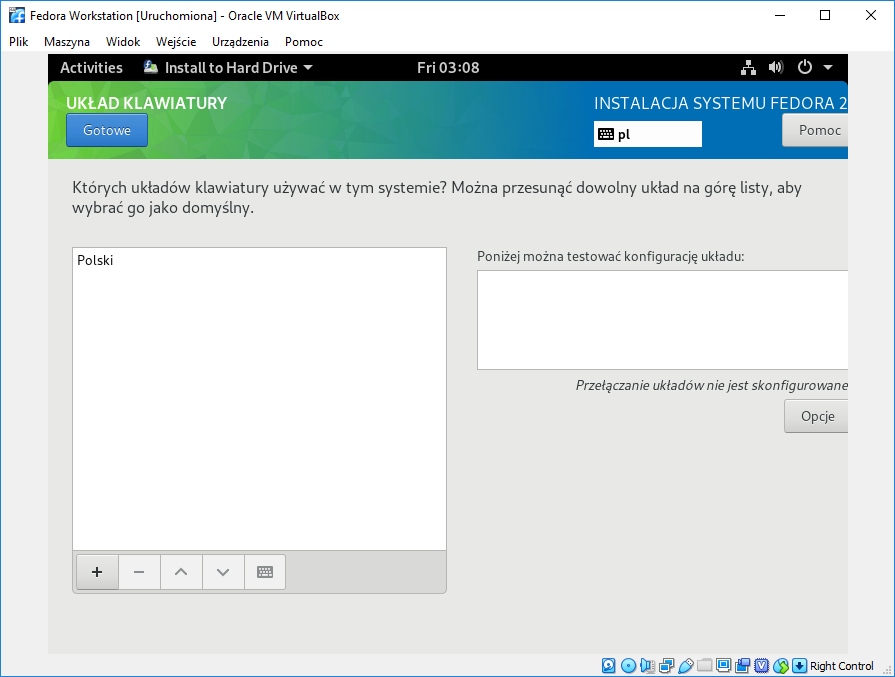 Fedora Workstation [Uruchomiona] - Oracle VM VirtualBox
Plik Maszyna Widok Wejście Urządzenia Pomoc
Activities Install to Hard Drive Fri 03:08
UKŁAD KLAWIATURY INSTALACJA SYSTEMU FEDORA 2
Gotowe pl Pomoc
Których układów klawiatury używać w tym systemie? Można przesunąć dowolny układ na górę listy, aby
wybrać go jako domyślny.
Polski
Poniżej można testować konfigurację układu:
Przełączanie układów nie jest skonfigurowane
Opcje
Right Control